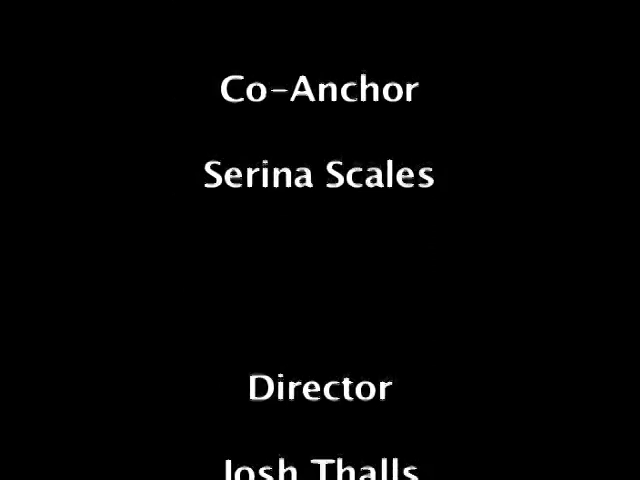 Co-Anchor
Serina Scales
Director
Josh Thalls